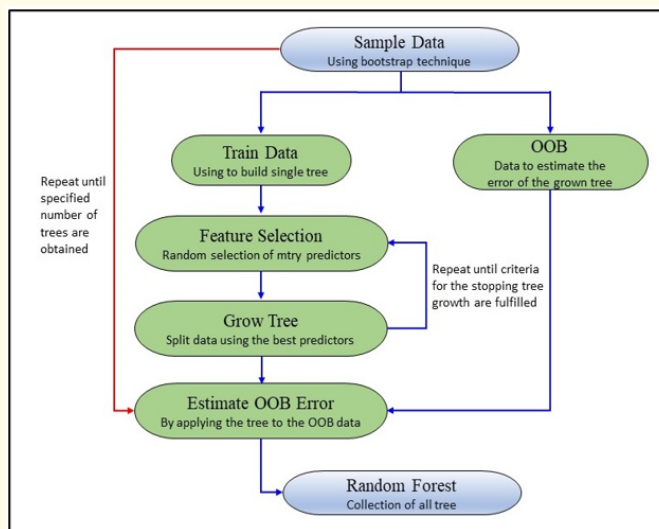 Sample Data
Using bootstrap technique
Train Data
Using to build single tree
OOB
Data to estimate the
error of the grown tree
Repeat until
specified
number of
trees are
obtained
Feature Selection
Random selection of mtry predictors
Repeat until criteria
for the stopping tree
growth are fulfilled
Grow Tree
Split data using the best predictors
Estimate OOB Error
By applying the tree to the OOB data
Random Forest
Collection of all tree